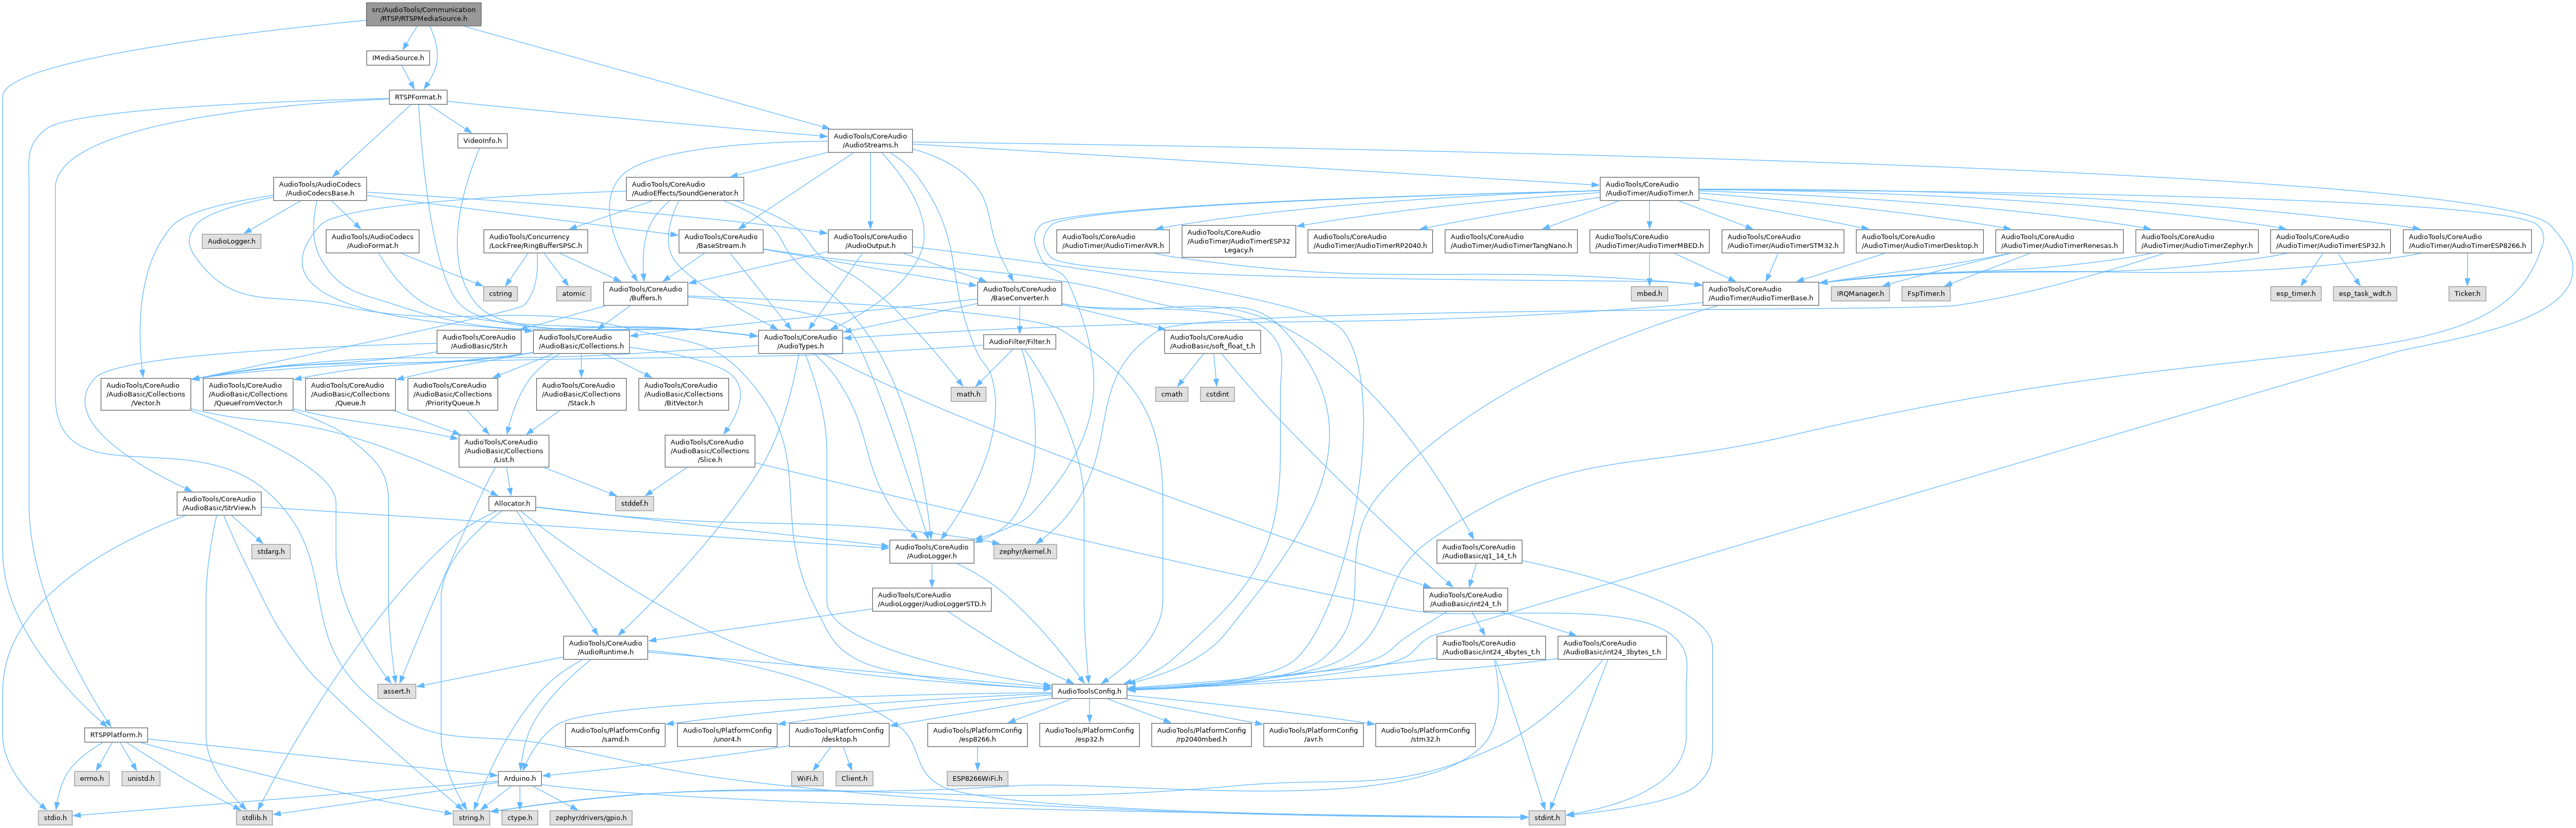 src/AudioTools/Communication
/RTSP/RTSPMediaSource.h
IMediaSource.h
RTSPFormat.h
VideoInfo.h
AudioTools/CoreAudio
/AudioStreams.h
AudioTools/AudioCodecs
/AudioCodecsBase.h
AudioTools/CoreAudio
/AudioEffects/SoundGenerator.h
AudioTools/CoreAudio
/AudioTimer/AudioTimer.h
AudioLogger.h
AudioTools/AudioCodecs
/AudioFormat.h
AudioTools/Concurrency
/LockFree/RingBufferSPSC.h
AudioTools/CoreAudio
/BaseStream.h
AudioTools/CoreAudio
/AudioOutput.h
AudioTools/CoreAudio
/AudioTimer/AudioTimerAVR.h
AudioTools/CoreAudio
/AudioTimer/AudioTimerESP32
Legacy.h
AudioTools/CoreAudio
/AudioTimer/AudioTimerRP2040.h
AudioTools/CoreAudio
/AudioTimer/AudioTimerTangNano.h
AudioTools/CoreAudio
/AudioTimer/AudioTimerMBED.h
AudioTools/CoreAudio
/AudioTimer/AudioTimerSTM32.h
AudioTools/CoreAudio
/AudioTimer/AudioTimerDesktop.h
AudioTools/CoreAudio
/AudioTimer/AudioTimerRenesas.h
AudioTools/CoreAudio
/AudioTimer/AudioTimerZephyr.h
AudioTools/CoreAudio
/AudioTimer/AudioTimerESP32.h
AudioTools/CoreAudio
/AudioTimer/AudioTimerESP8266.h
cstring
atomic
AudioTools/CoreAudio
/Buffers.h
AudioTools/CoreAudio
/BaseConverter.h
mbed.h
AudioTools/CoreAudio
/AudioTimer/AudioTimerBase.h
IRQManager.h
FspTimer.h
esp_timer.h
esp_task_wdt.h
Ticker.h
AudioTools/CoreAudio
/AudioBasic/Str.h
AudioTools/CoreAudio
/AudioBasic/Collections.h
AudioTools/CoreAudio
/AudioTypes.h
AudioFilter/Filter.h
AudioTools/CoreAudio
/AudioBasic/soft_float_t.h
AudioTools/CoreAudio
/AudioBasic/Collections
/Vector.h
AudioTools/CoreAudio
/AudioBasic/Collections
/QueueFromVector.h
AudioTools/CoreAudio
/AudioBasic/Collections
/Queue.h
AudioTools/CoreAudio
/AudioBasic/Collections
/PriorityQueue.h
AudioTools/CoreAudio
/AudioBasic/Collections
/Stack.h
AudioTools/CoreAudio
/AudioBasic/Collections
/BitVector.h
math.h
cmath
cstdint
AudioTools/CoreAudio
/AudioBasic/Collections
/List.h
AudioTools/CoreAudio
/AudioBasic/Collections
/Slice.h
AudioTools/CoreAudio
/AudioBasic/StrView.h
Allocator.h
stddef.h
stdarg.h
AudioTools/CoreAudio
/AudioLogger.h
zephyr/kernel.h
AudioTools/CoreAudio
/AudioBasic/q1_14_t.h
AudioTools/CoreAudio
/AudioLogger/AudioLoggerSTD.h
AudioTools/CoreAudio
/AudioBasic/int24_t.h
AudioTools/CoreAudio
/AudioRuntime.h
AudioTools/CoreAudio
/AudioBasic/int24_4bytes_t.h
AudioTools/CoreAudio
/AudioBasic/int24_3bytes_t.h
assert.h
AudioToolsConfig.h
RTSPPlatform.h
AudioTools/PlatformConfig
/samd.h
AudioTools/PlatformConfig
/unor4.h
AudioTools/PlatformConfig
/desktop.h
AudioTools/PlatformConfig
/esp8266.h
AudioTools/PlatformConfig
/esp32.h
AudioTools/PlatformConfig
/rp2040mbed.h
AudioTools/PlatformConfig
/avr.h
AudioTools/PlatformConfig
/stm32.h
errno.h
unistd.h
Arduino.h
WiFi.h
Client.h
ESP8266WiFi.h
stdio.h
stdlib.h
string.h
ctype.h
zephyr/drivers/gpio.h
stdint.h